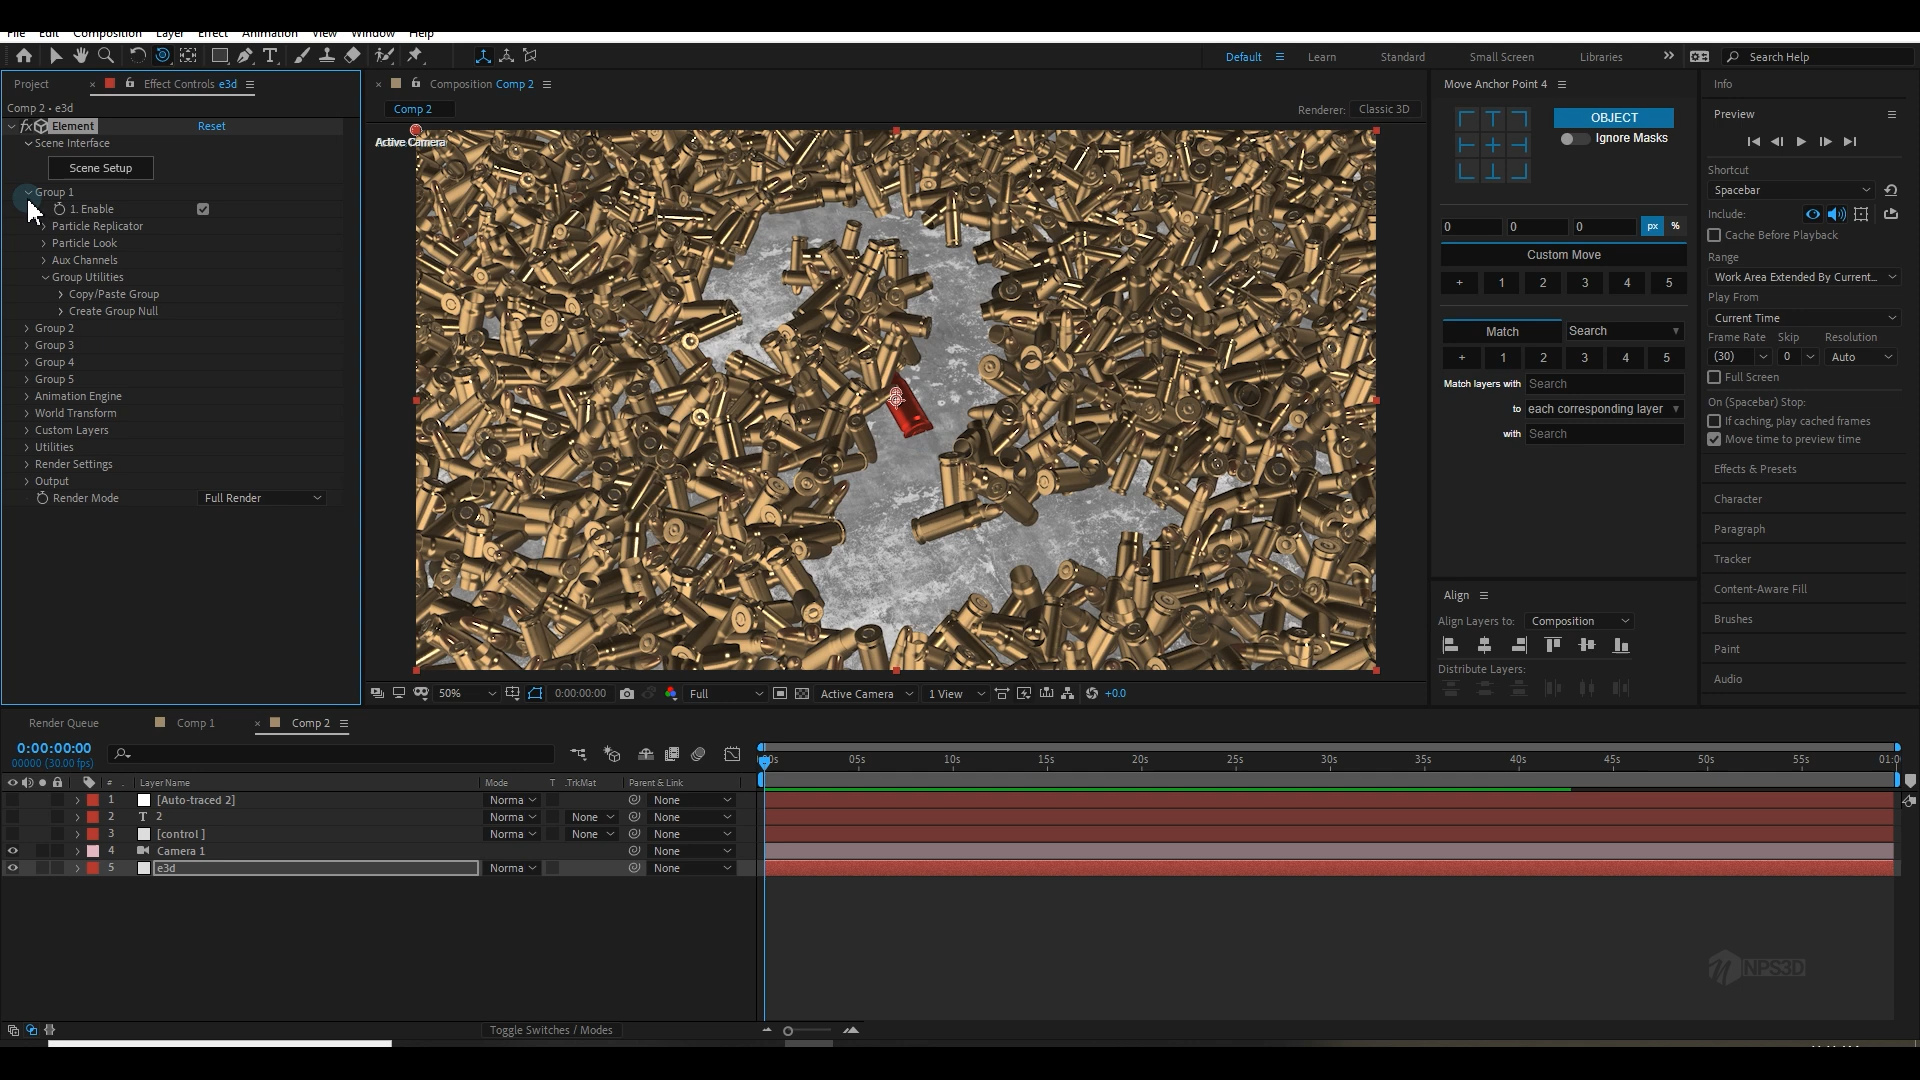 File Edit Composition Layer Effect Animation View Window Help
Default Learn Standard Small Screen Libraries Search Help
Project
Effect Controls e3d
Comp 2 • e3d
fx Element Reset
Scene Interface
Scene Setup
Group 1
1. Enable
Particle Replicator
Particle Look
Aux Channels
Group Utilities
Copy/Paste Group
Create Group Null
Group 2
Group 3
Group 4
Group 5
Animation Engine
World Transform
Custom Layers
Utilities
Render Settings
Output
Render Mode Full Render
Composition Comp 2
Comp 2
Renderer: Classic 3D
Active Camera
50% 0:00:00:00 Full Active Camera 1 View +0.0
Move Anchor Point 4
OBJECT
Ignore Masks
0 0 0 px %
Custom Move
+ 1 2 3 4 5
Match Search
+ 1 2 3 4 5
Match layers with Search
to each corresponding layer
with Search
Align
Align Layers to: Composition
Distribute Layers:
Info
Preview
Shortcut
Spacebar
Include:
Cache Before Playback
Range
Work Area Extended By Current...
Play From
Current Time
Frame Rate Skip Resolution
(30) 0 Auto
Full Screen
On (Spacebar) Stop:
If caching, play cached frames
Move time to preview time
Effects & Presets
Character
Paragraph
Tracker
Content-Aware Fill
Brushes
Paint
Audio
Render Queue Comp 1 Comp 2
0:00:00:00
00000 (30.00 fps)
# Layer Name Mode T .TrkMat Parent & Link
1 [Auto-traced 2] Norma None
2 T 2 Norma None None
3 [control ] Norma None None
4 Camera 1 None
5 e3d Norma None
05s 10s 15s 20s 25s 30s 35s 40s 45s 50s 55s 01:0
NPS3D
Toggle Switches / Modes